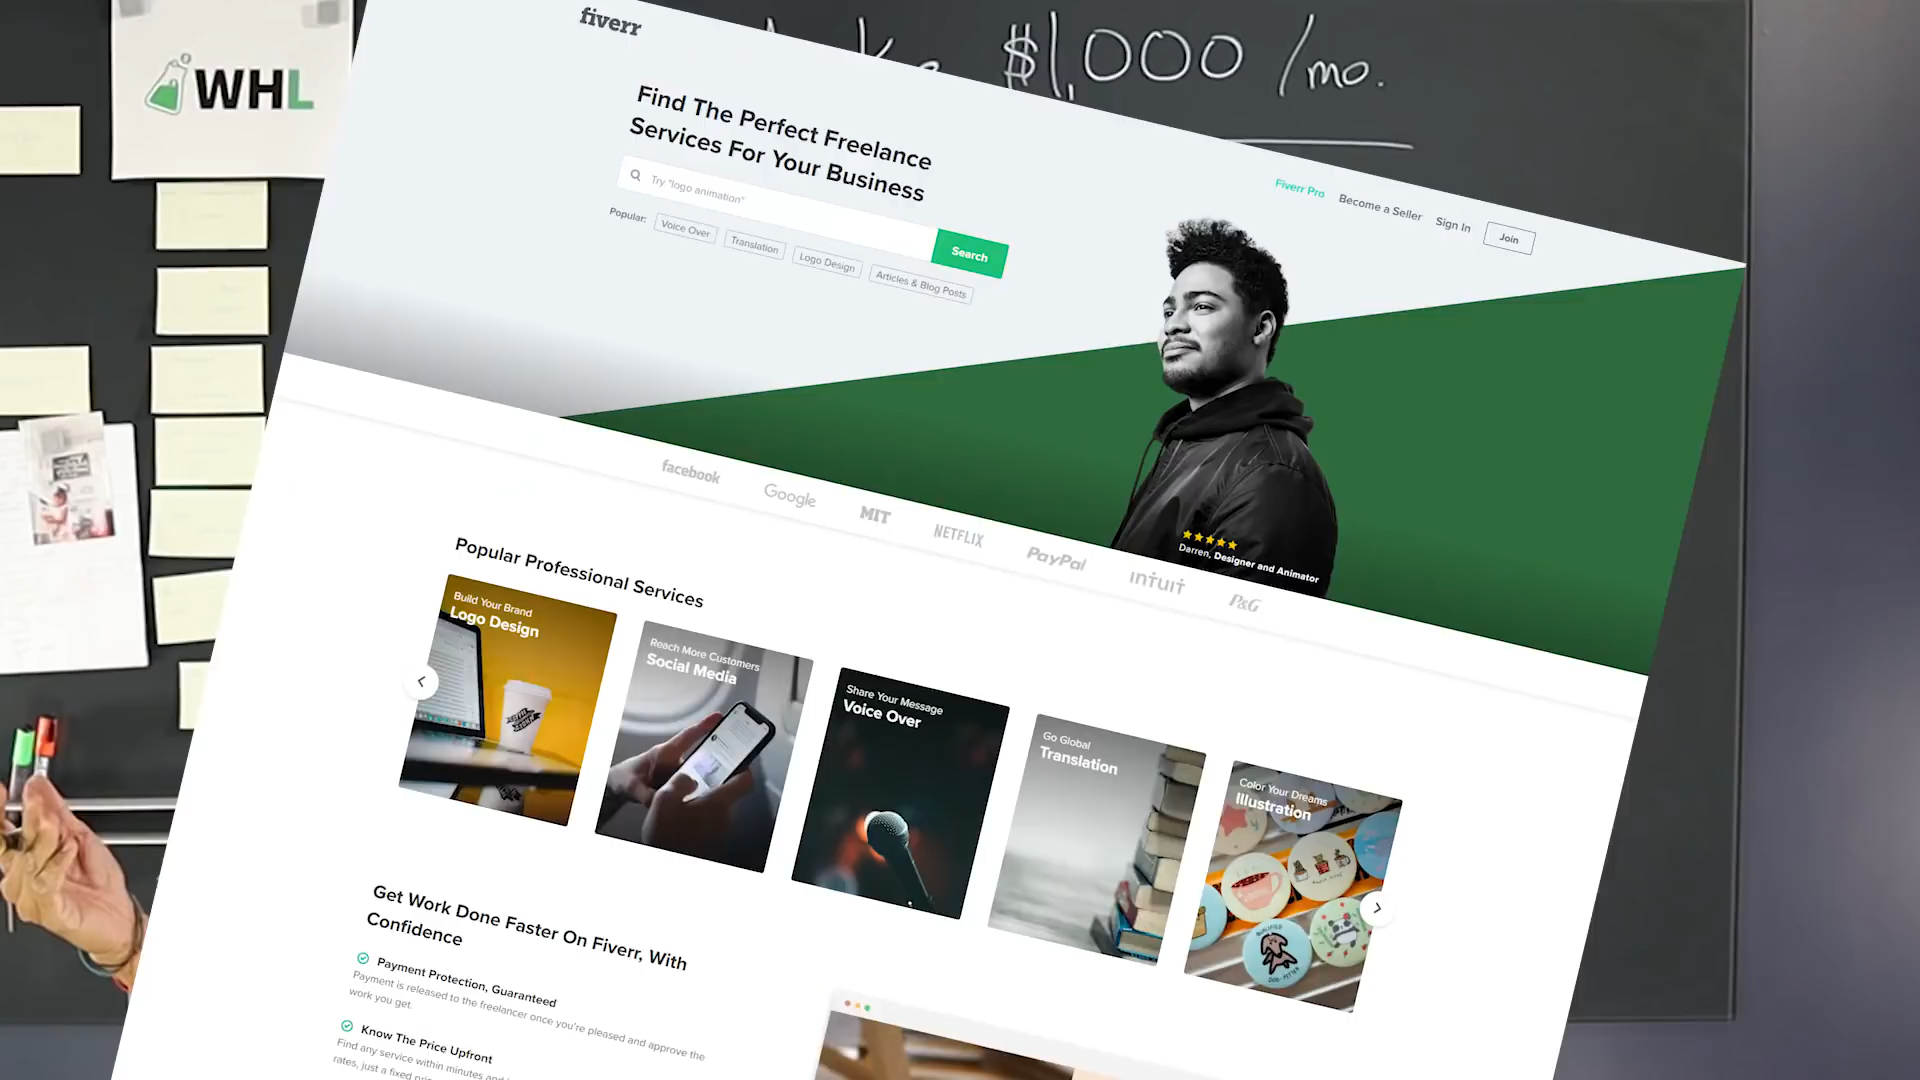 WHL
$1,000 /mo.
fiverr
Fiverr Pro
Become a Seller
Sign In
Join
Find The Perfect Freelance
Services For Your Business
Try "logo animation"
Search
Popular:
Voice Over
Translation
Logo Design
Articles & Blog Posts
Darren, Designer and Animator
facebook
Google
MIT
NETFLIX
PayPal
intuit
P&G
Popular Professional Services
Build Your Brand
Logo Design
Reach More Customers
Social Media
Share Your Message
Voice Over
Go Global
Translation
Color Your Dreams
Illustration
Get Work Done Faster On Fiverr, With
Confidence
Payment Protection, Guaranteed
Payment is released to the freelancer once you're pleased and approve the
work you get.
Know The Price Upfront
Find any service within minutes and
rates, just a fixed